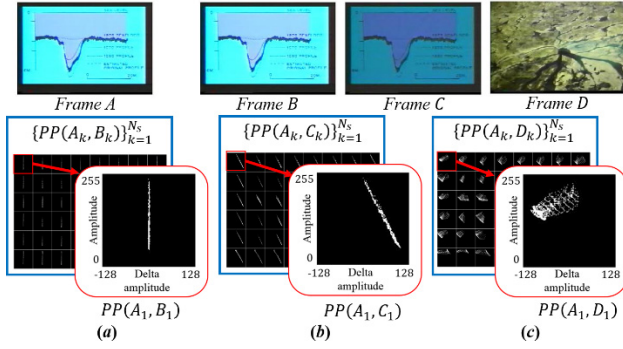 Frame A
Frame B
Frame C
Frame D
{PP(A_k, B_k)}_{k=1}^{N_S}
{PP(A_k, C_k)}_{k=1}^{N_S}
{PP(A_k, D_k)}_{k=1}^{N_S}
255
Amplitude
0
-128
Delta
amplitude
128
255
Amplitude
0
-128
Delta
amplitude
128
255
Amplitude
0
-128
Delta
amplitude
128
PP(A_1, B_1)
PP(A_1, C_1)
PP(A_1, D_1)
(a)
(b)
(c)